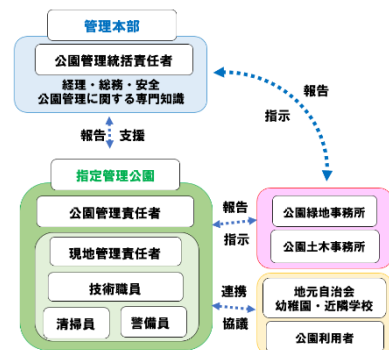 管理本部
公園管理統括責任者
経理・総務・安全
公園管理に関する専門知識
報告
指示
報告 支援
指定管理公園
公園管理責任者
現地管理責任者
技術職員
清掃員
警備員
報告
指示
公園緑地事務所
公園土木事務所
連携
協議
地元自治会
幼稚園・近隣学校
公園利用者